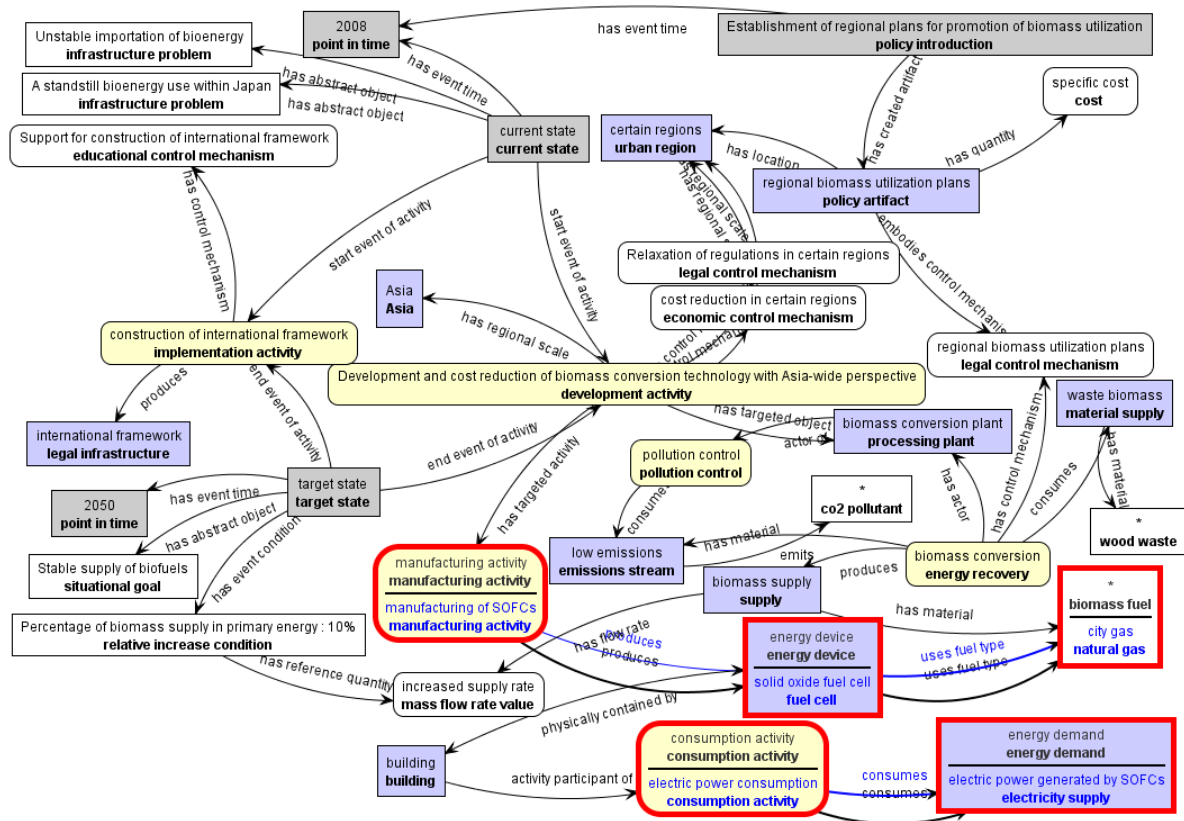 Unstable importation of bioenergy
infrastructure problem
2008
point in time
has event time
Establishment of regional plans for promotion of biomass utilization
policy introduction
A standstill bioenergy use within Japan
infrastructure problem
has abstract object
has abstract object
has event time
specific cost
cost
Support for construction of international framework
educational control mechanism
current state
current state
certain regions
urban region
has location
has created artifact
has quantity
regional biomass utilization plans
policy artifact
has control mechanism
start event of activity
start event of activity
has regional scale
has regional
embodies control mechanism
Relaxation of regulations in certain regions
legal control mechanism
Asia
Asia
has regional scale
cost reduction in certain regions
economic control mechanism
control
control mechanism
construction of international framework
implementation activity
regional biomass utilization plans
legal control mechanism
Development and cost reduction of biomass conversion technology with Asia-wide perspective
development activity
produces
end event of activity
end event of activity
has targeted object
actor of
waste biomass
material supply
international framework
legal infrastructure
biomass conversion plant
processing plant
pollution control
pollution control
has targeted activity
has control mechanism
consumes
has material
has actor
target state
target state
2050
point in time
has event time
has abstract object
has event condition
consumes
*
co2 pollutant
*
wood waste
Stable supply of biofuels
situational goal
manufacturing activity
manufacturing activity
manufacturing of SOFCs
manufacturing activity
low emissions
emissions stream
has material
emits
produces
biomass conversion
energy recovery
biomass supply
supply
has material
*
biomass fuel
city gas
natural gas
Percentage of biomass supply in primary energy : 10%
relative increase condition
has reference quantity
produces
has flow rate
produces
energy device
energy device
solid oxide fuel cell
fuel cell
uses fuel type
uses fuel type
increased supply rate
mass flow rate value
physically contained by
building
building
activity participant of
consumption activity
consumption activity
electric power consumption
consumption activity
consumes
consumes
energy demand
energy demand
electric power generated by SOFCs
electricity supply